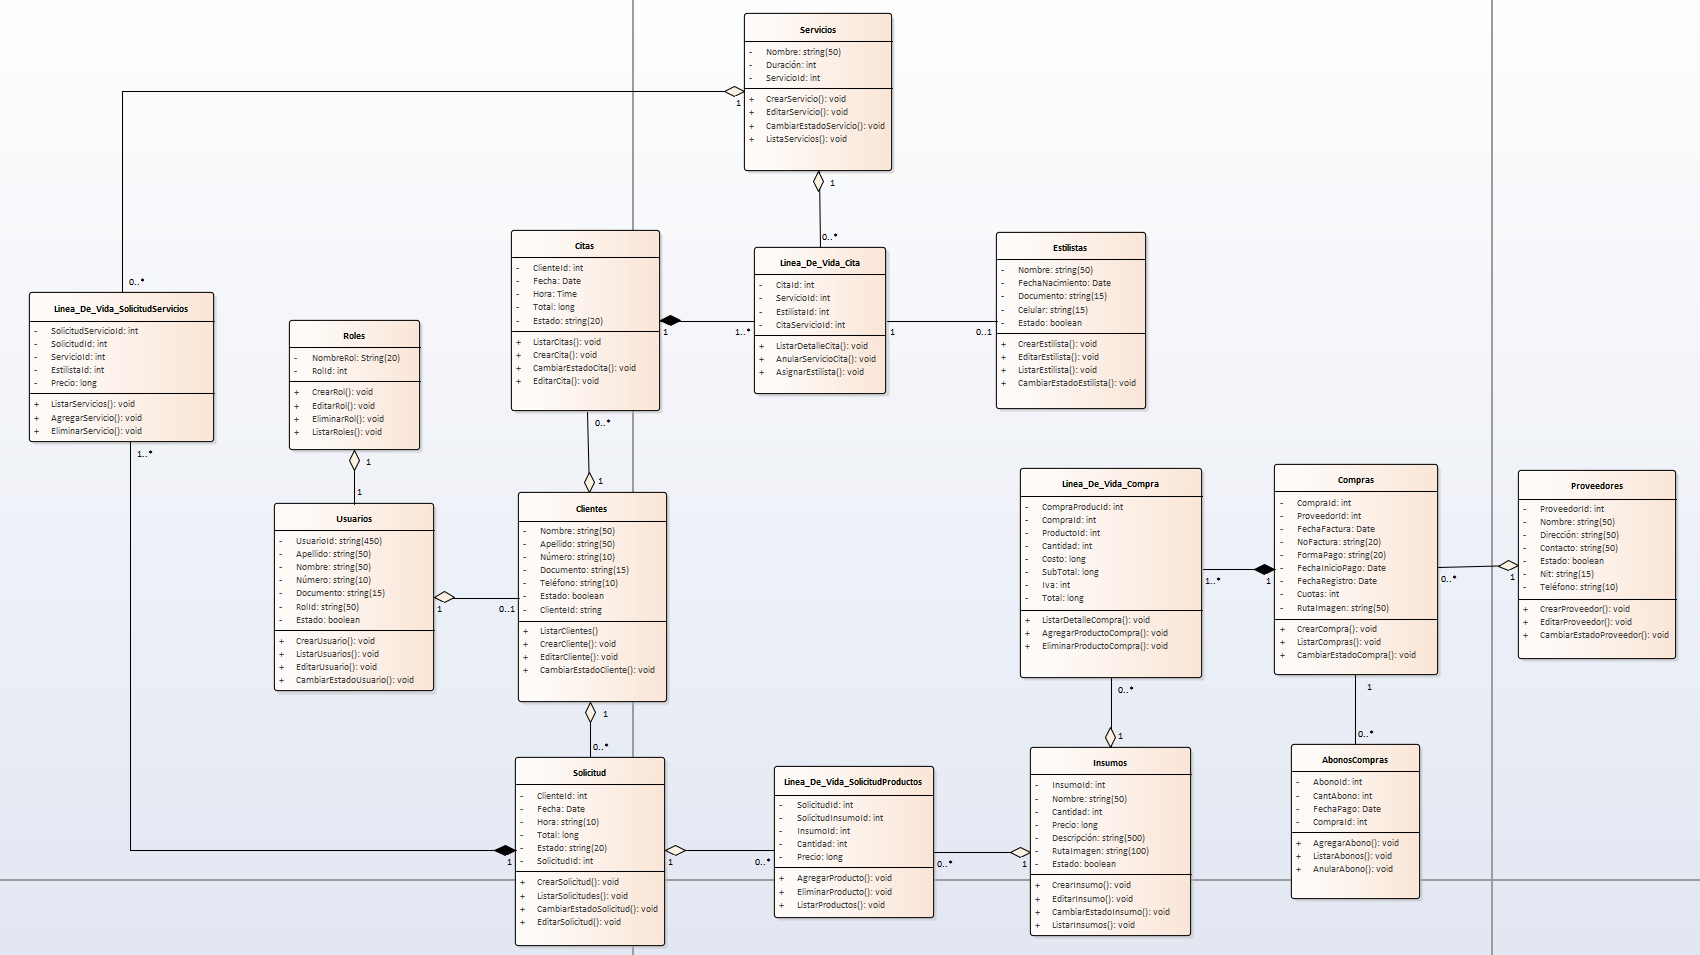 Servicios
- Nombre: string(50)
- Duración: int
- ServicioId: int
+ CrearServicio(): void
+ EditarServicio(): void
+ CambiarEstadoServicio(): void
+ ListaServicios(): void
1
1
0..*
0..*
Citas
- ClienteId: int
- Fecha: Date
- Hora: Time
- Total: long
- Estado: string(20)
+ ListarCitas(): void
+ CrearCita(): void
+ CambiarEstadoCita(): void
+ EditarCita(): void
1
1..*
0..*
Linea_De_Vida_Cita
- CitaId: int
- ServicioId: int
- EstilistaId: int
- CitaServicioId: int
+ ListarDetalleCita(): void
+ AnularServicioCita(): void
+ AsignarEstilista(): void
1
0..1
Estilistas
- Nombre: string(50)
- FechaNacimiento: Date
- Documento: string(15)
- Celular: string(15)
- Estado: boolean
+ CrearEstilista(): void
+ EditarEstilista(): void
+ ListarEstilista(): void
+ CambiarEstadoEstilista(): void
Linea_De_Vida_SolicitudServicios
- SolicitudServicioId: int
- SolicitudId: int
- ServicioId: int
- EstilistaId: int
- Precio: long
+ ListarServicios(): void
+ AgregarServicio(): void
+ EliminarServicio(): void
1..*
Roles
- NombreRol: String(20)
- RolId: int
+ CrearRol(): void
+ EditarRol(): void
+ EliminarRol(): void
+ ListarRoles(): void
1
1
Usuarios
- UsuarioId: string(450)
- Apellido: string(50)
- Nombre: string(50)
- Número: string(10)
- Documento: string(15)
- RolId: string(50)
- Estado: boolean
+ CrearUsuario(): void
+ ListarUsuarios(): void
+ EditarUsuario(): void
+ CambiarEstadoUsuario(): void
1
0..1
1
Clientes
- Nombre: string(50)
- Apellido: string(50)
- Número: string(10)
- Documento: string(15)
- Teléfono: string(10)
- Estado: boolean
- ClienteId: string
+ ListarClientes()
+ CrearCliente(): void
+ EditarCliente(): void
+ CambiarEstadoCliente(): void
1
0..*
Linea_De_Vida_Compra
- CompraProducId: int
- CompraId: int
- ProductoId: int
- Cantidad: int
- Costo: long
- SubTotal: long
- Iva: int
- Total: long
+ ListarDetalleCompra(): void
+ AgregarProductoCompra(): void
+ EliminarProductoCompra(): void
1..*
1
0..*
1
Compras
- CompraId: int
- ProveedorId: int
- FechaFactura: Date
- NoFactura: string(20)
- FormaPago: string(20)
- FechaInicioPago: Date
- FechaRegistro: Date
- Cuotas: int
- RutaImagen: string(50)
+ CrearCompra(): void
+ ListarCompras(): void
+ CambiarEstadoCompra(): void
0..*
1
1
0..*
Proveedores
- ProveedorId: int
- Nombre: string(50)
- Dirección: string(50)
- Contacto: string(50)
- Estado: boolean
- Nit: string(15)
- Teléfono: string(10)
+ CrearProveedor(): void
+ EditarProveedor(): void
+ CambiarEstadoProveedor(): void
Solicitud
- ClienteId: int
- Fecha: Date
- Hora: string(10)
- Total: long
- Estado: string(20)
- SolicitudId: int
+ CrearSolicitud(): void
+ ListarSolicitudes(): void
+ CambiarEstadoSolicitud(): void
+ EditarSolicitud(): void
1
1
0..*
Linea_De_Vida_SolicitudProductos
- SolicitudId: int
- SolicitudInsumoId: int
- InsumoId: int
- Cantidad: int
- Precio: long
+ AgregarProducto(): void
+ EliminarProducto(): void
+ ListarProductos(): void
0..*
1
Insumos
- InsumoId: int
- Nombre: string(50)
- Cantidad: int
- Precio: long
- Descripción: string(500)
- RutaImagen: string(100)
- Estado: boolean
+ CrearInsumo(): void
+ EditarInsumo(): void
+ CambiarEstadoInsumo(): void
+ ListarInsumos(): void
AbonosCompras
- AbonoId: int
- CantAbono: int
- FechaPago: Date
- CompraId: int
+ AgregarAbono(): void
+ ListarAbonos(): void
+ AnularAbono(): void